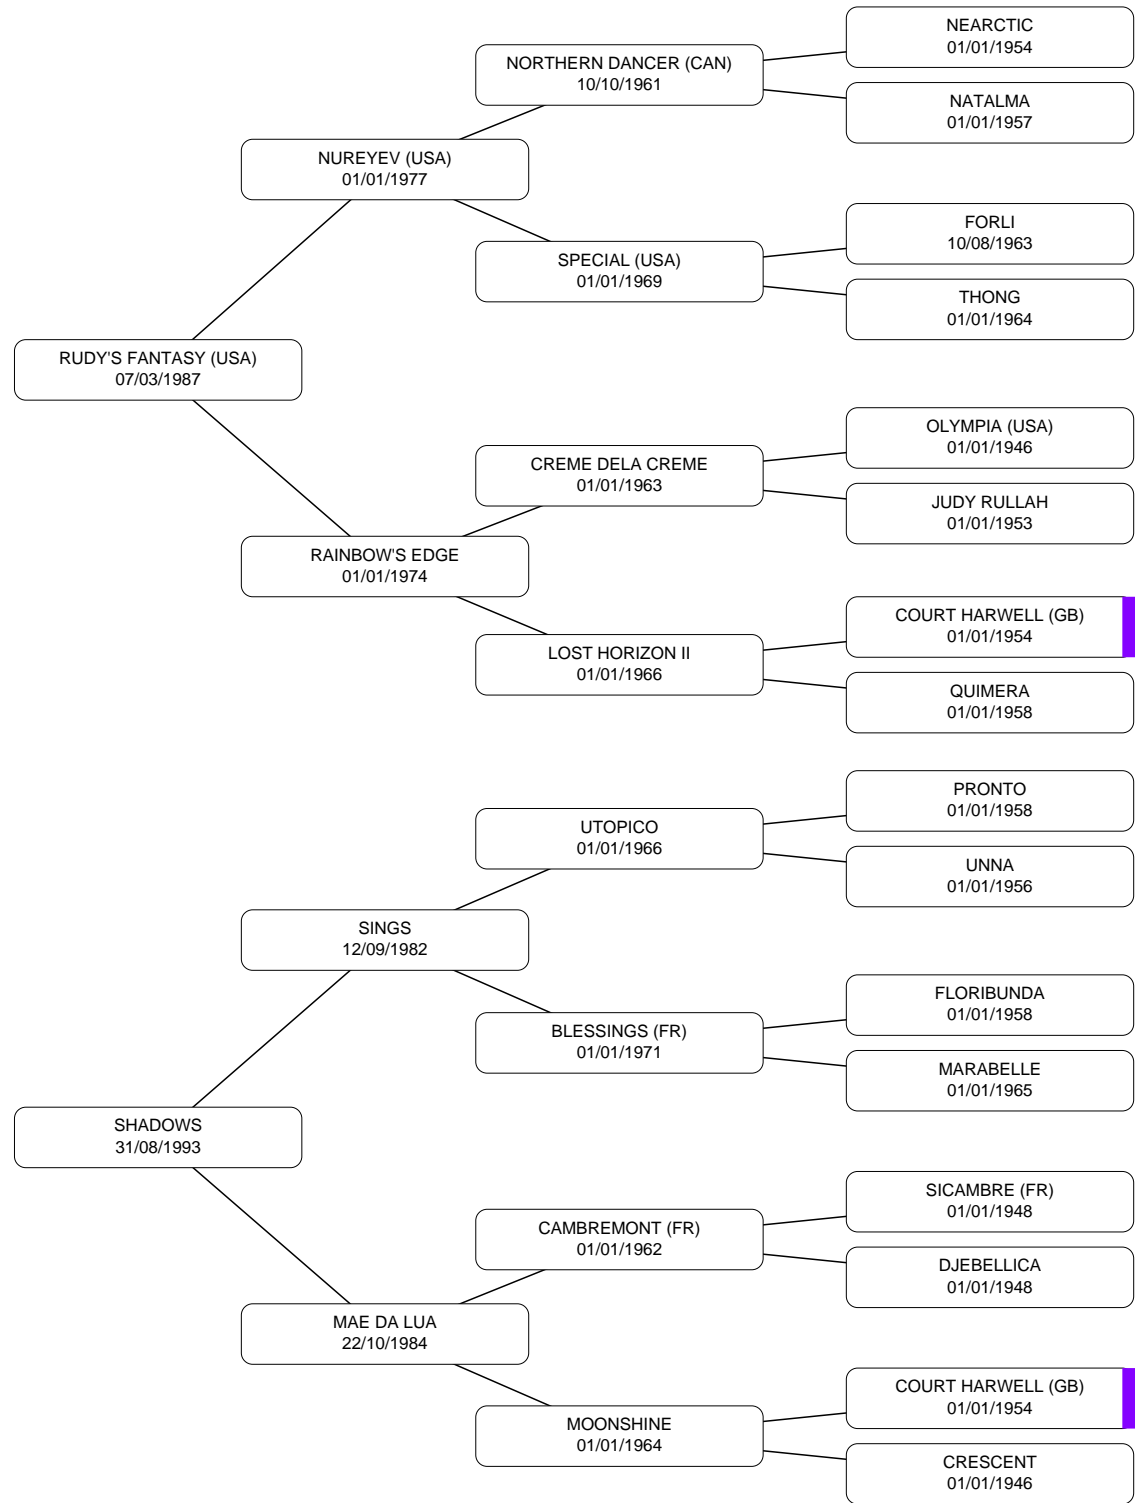 NEARCTIC
01/01/1954
NORTHERN DANCER (CAN)
10/10/1961
NATALMA
01/01/1957
NUREYEV (USA)
01/01/1977
FORLI
10/08/1963
SPECIAL (USA)
01/01/1969
THONG
01/01/1964
RUDY'S FANTASY (USA)
07/03/1987
OLYMPIA (USA)
01/01/1946
CREME DELA CREME
01/01/1963
JUDY RULLAH
01/01/1953
RAINBOW'S EDGE
01/01/1974
COURT HARWELL (GB)
01/01/1954
LOST HORIZON II
01/01/1966
QUIMERA
01/01/1958
PRONTO
01/01/1958
UTOPICO
01/01/1966
UNNA
01/01/1956
SINGS
12/09/1982
FLORIBUNDA
01/01/1958
BLESSINGS (FR)
01/01/1971
MARABELLE
01/01/1965
SHADOWS
31/08/1993
SICAMBRE (FR)
01/01/1948
CAMBREMONT (FR)
01/01/1962
DJEBELLICA
01/01/1948
MAE DA LUA
22/10/1984
COURT HARWELL (GB)
01/01/1954
MOONSHINE
01/01/1964
CRESCENT
01/01/1946